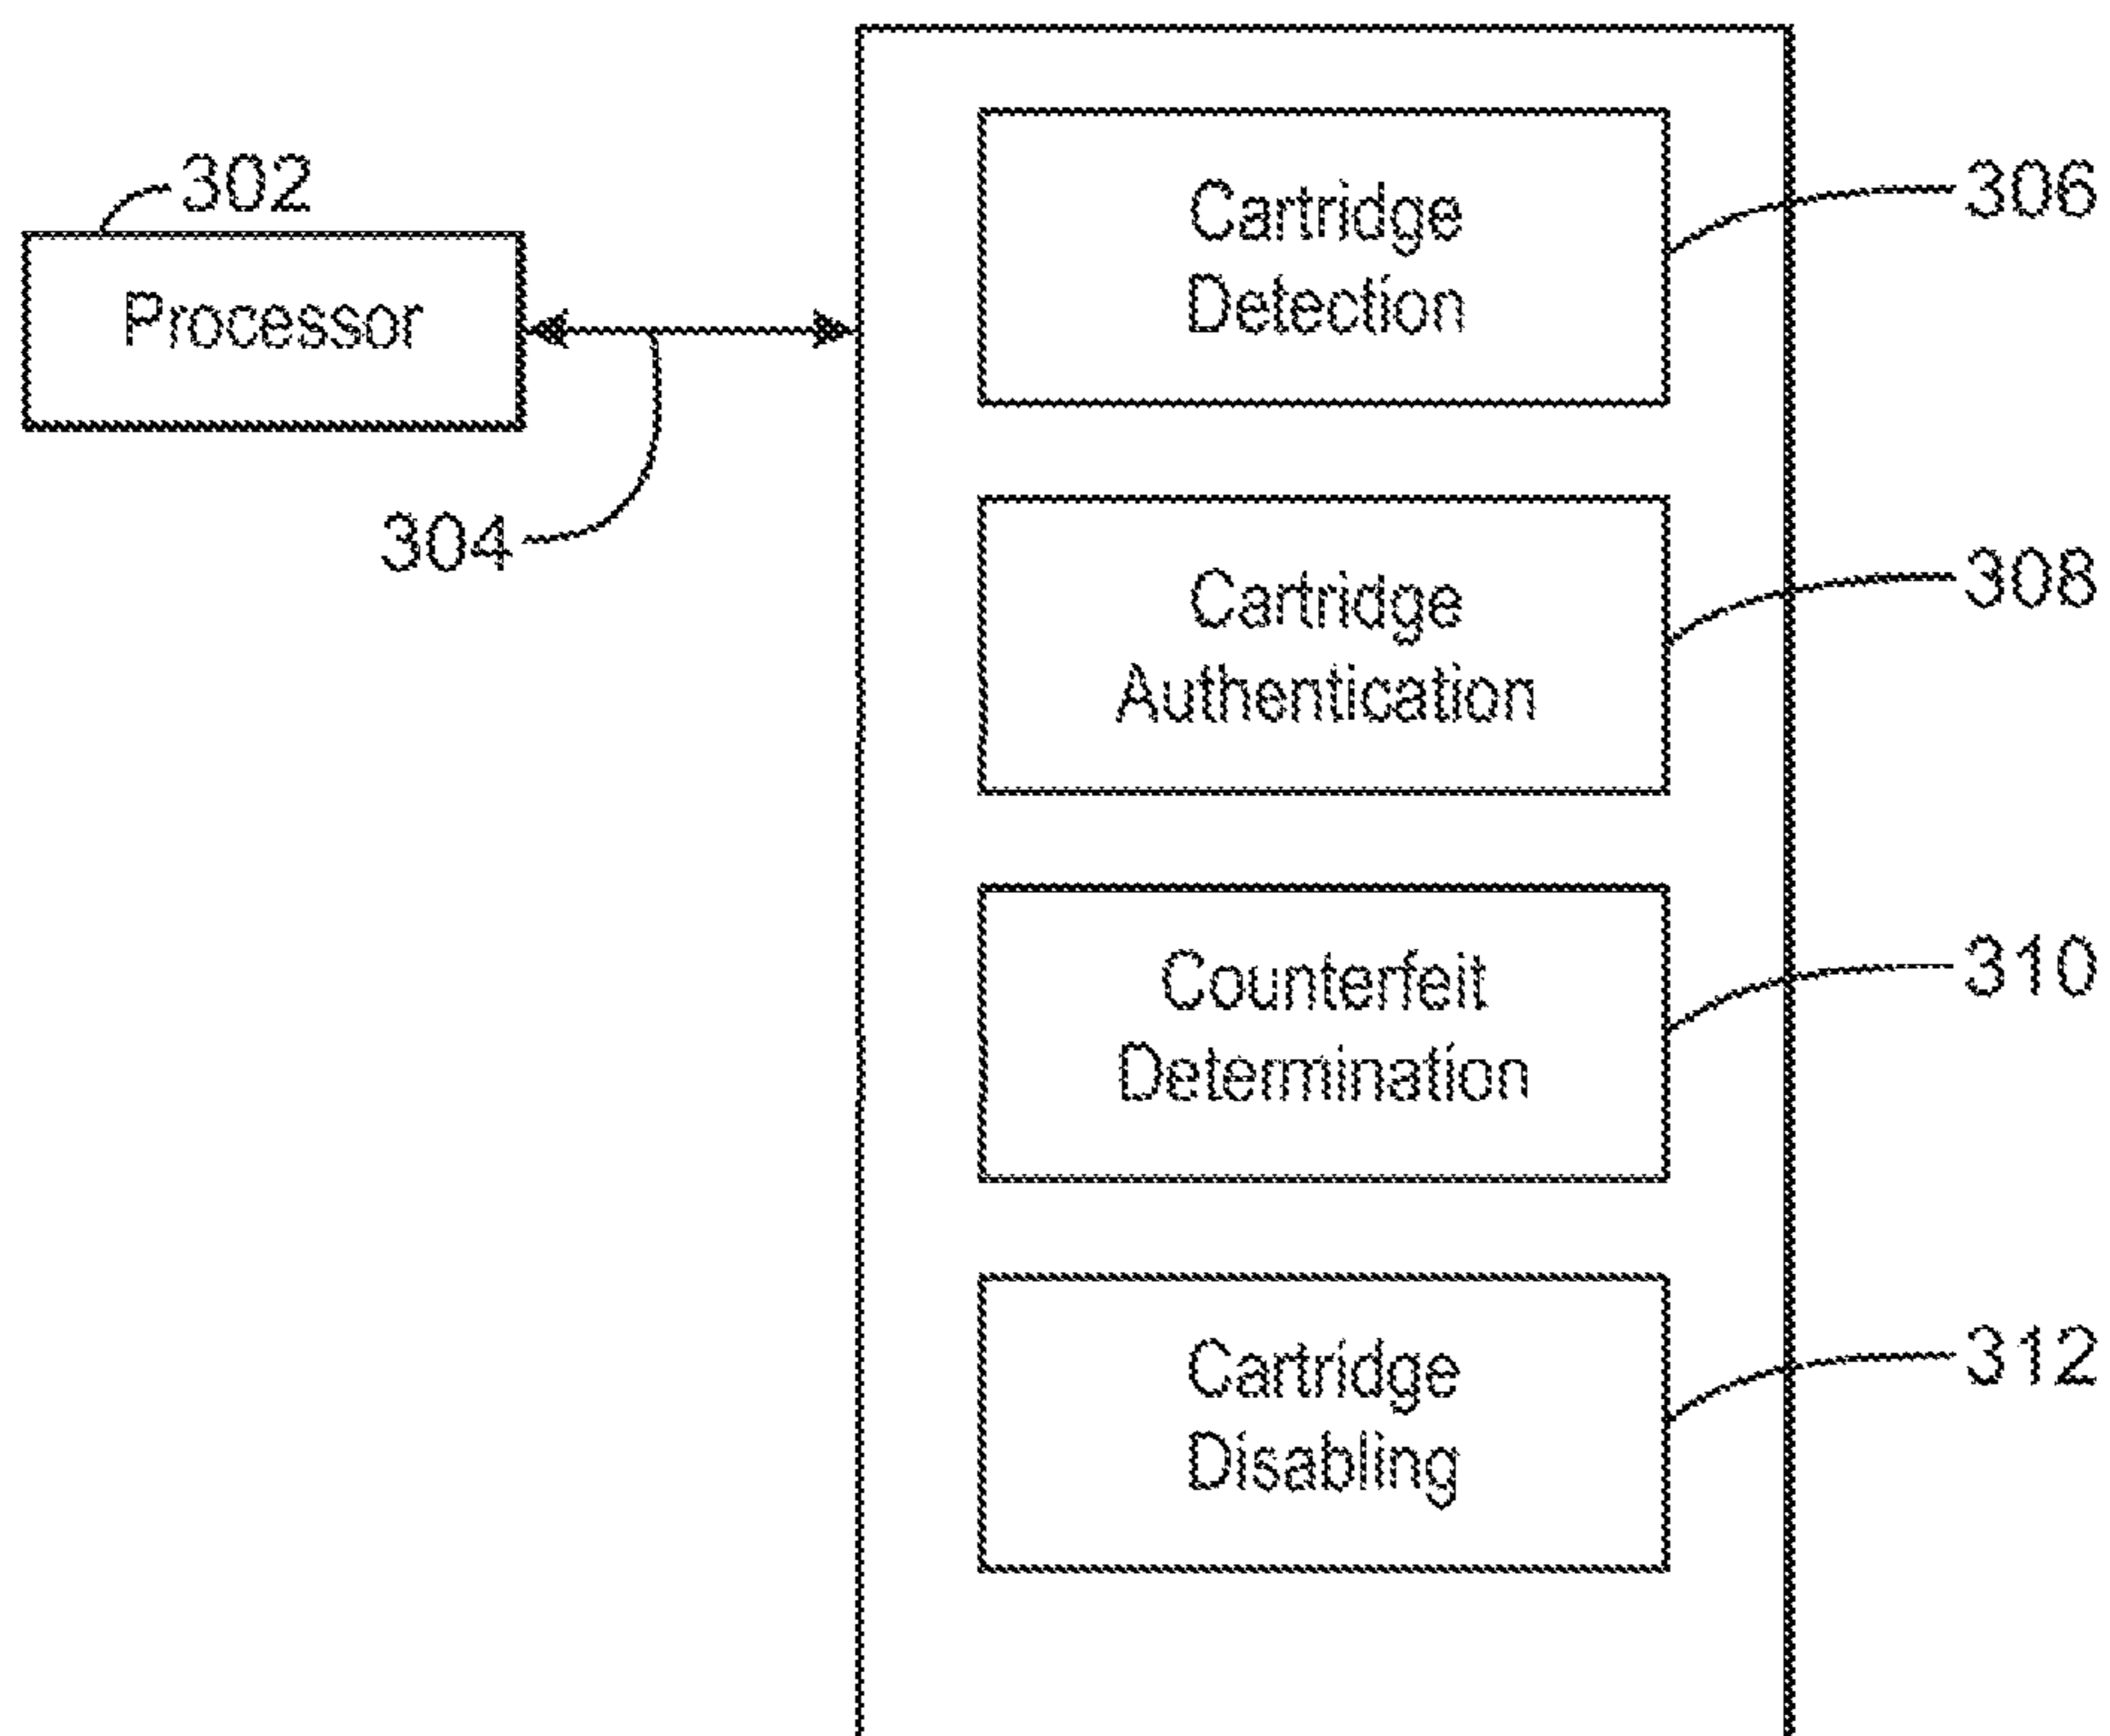 302
Processor
304
Cartridge
Detection
306
Cartridge
Authentication
308
Counterfeit
Determination
310
Cartridge
Disabling
312